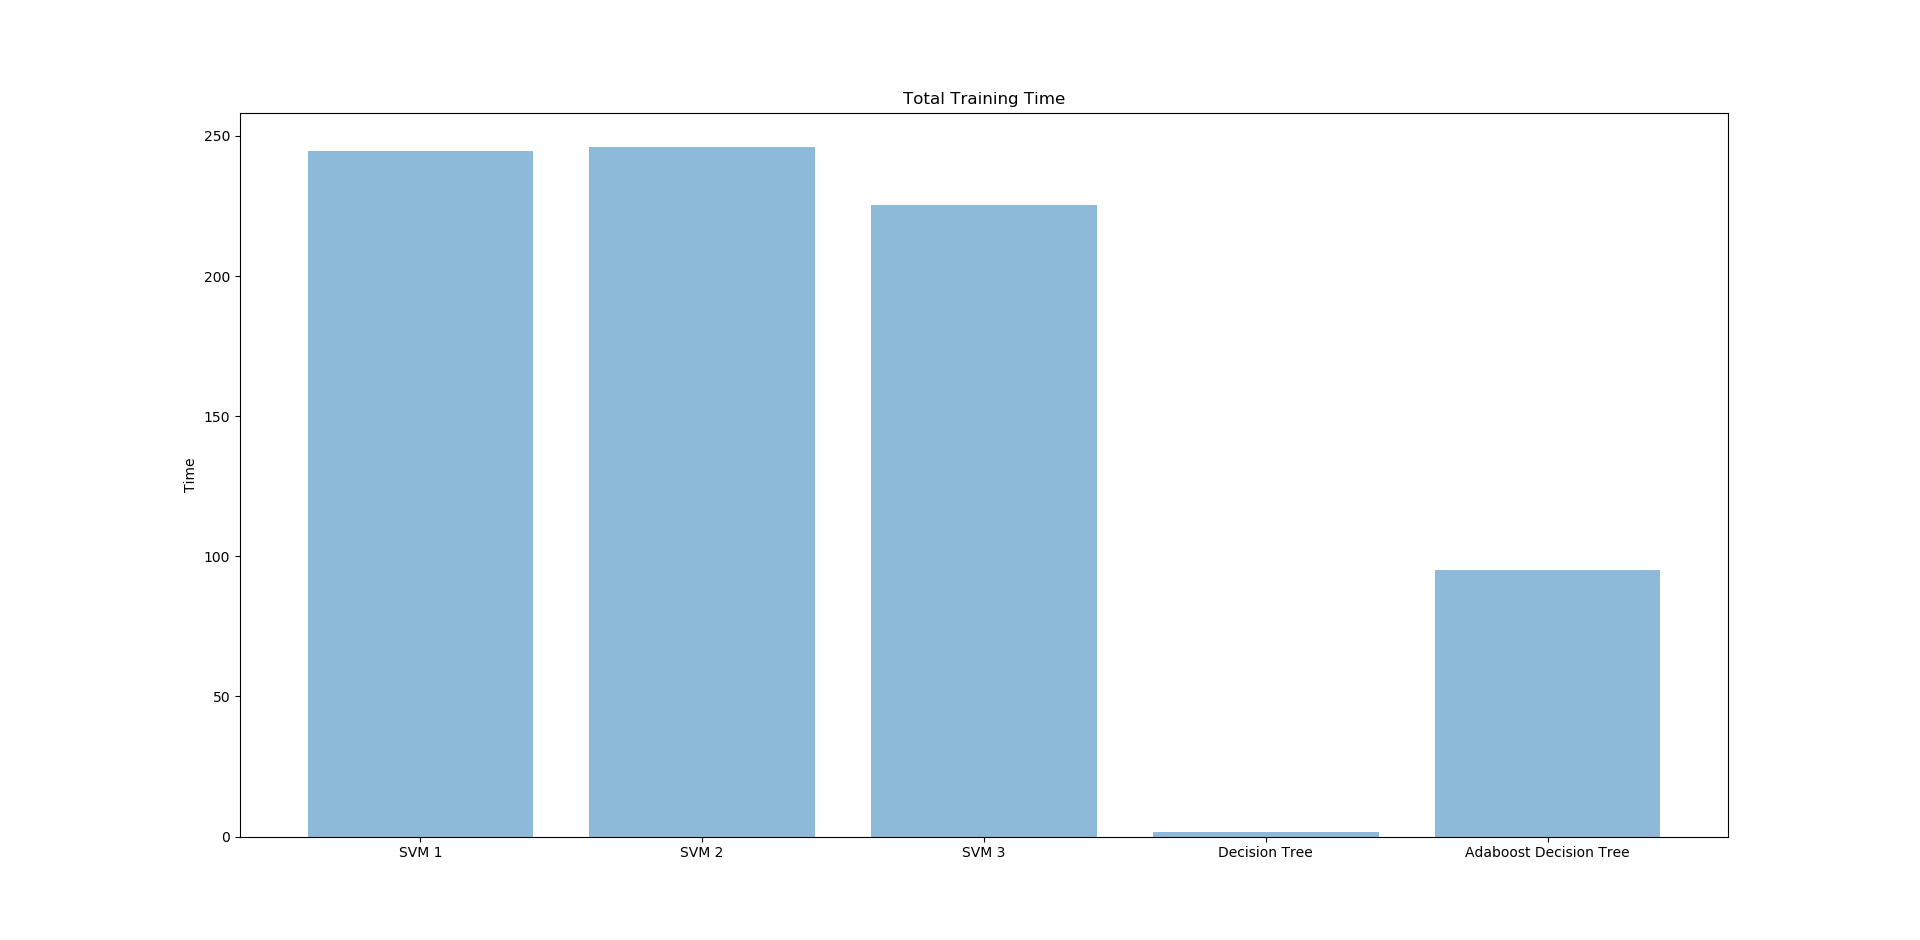 Total Training Time
250
200
150
100
50
0
Time
SVM 1
SVM 2
SVM 3
Decision Tree
Adaboost Decision Tree